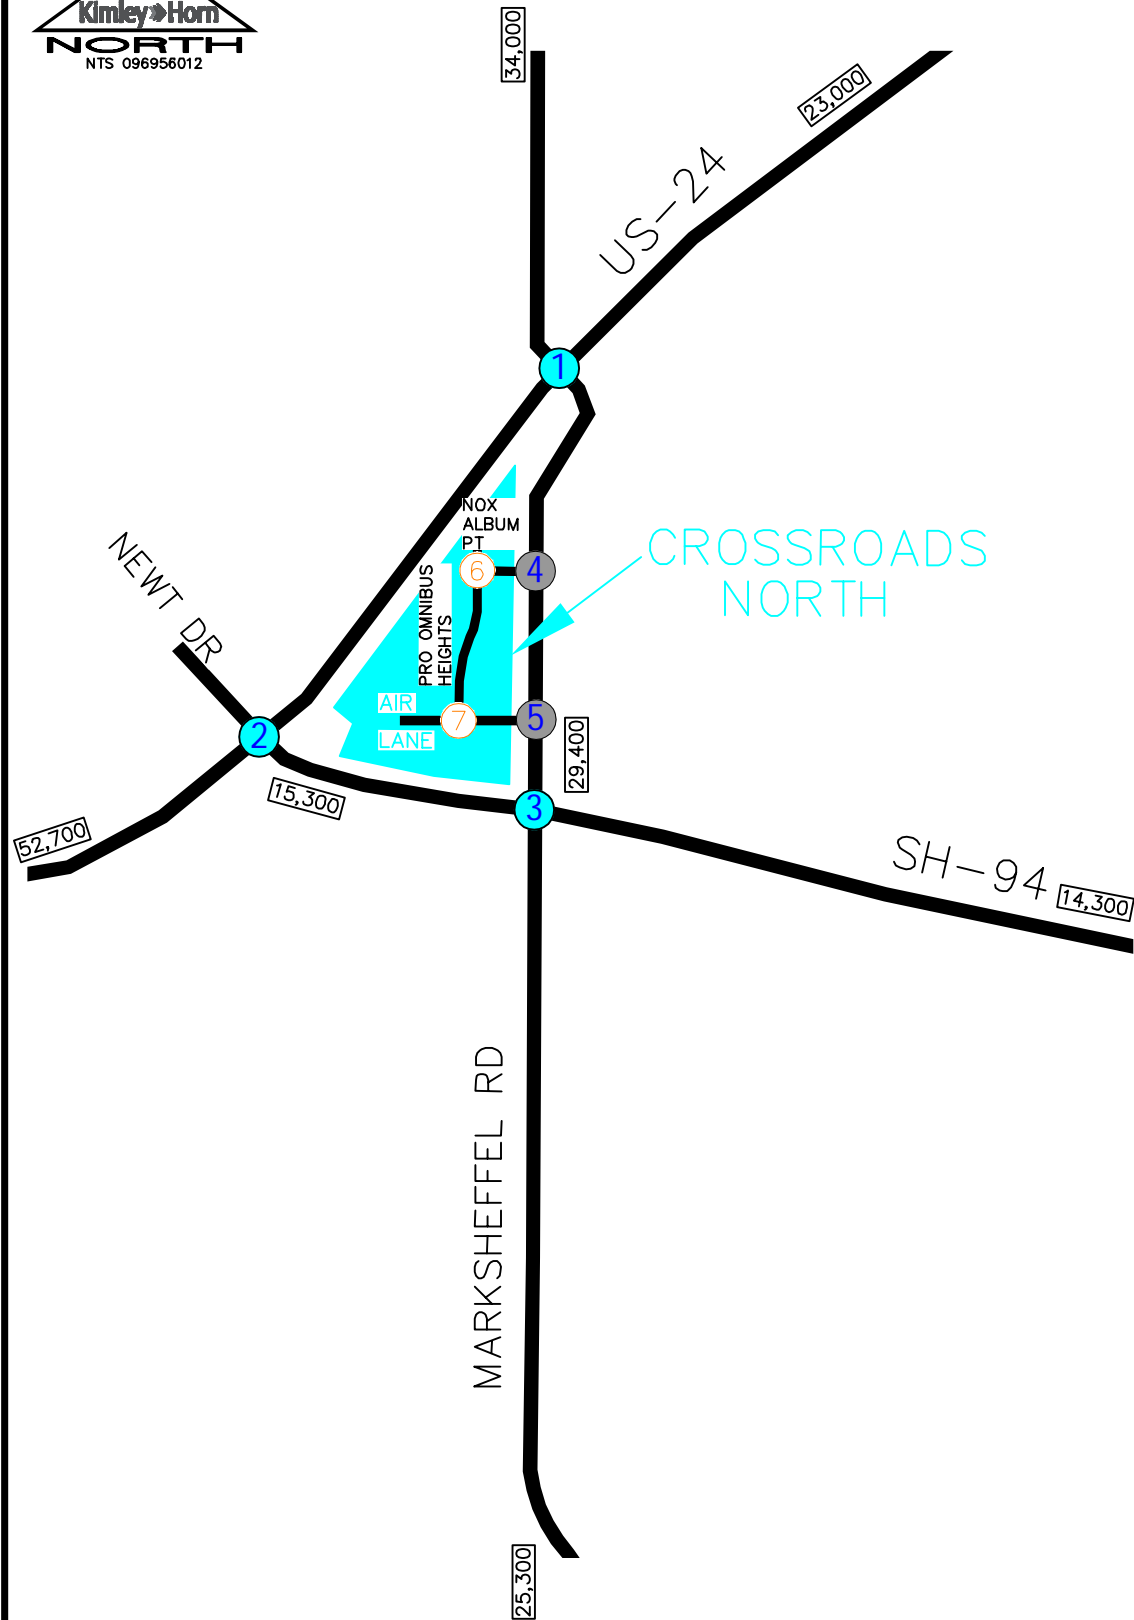 Kimley»Horn
NORTH
NTS 096956012
34,000
23,000
US-24
1
NOX
ALBUM
PT
NEWT DR
CROSSROADS
NORTH
6
4
PRO OMNIBUS
HEIGHTS
AIR
LANE
7
5
2
29,400
15,300
3
52,700
SH-94
14,300
MARKSHEFFEL RD
25,300